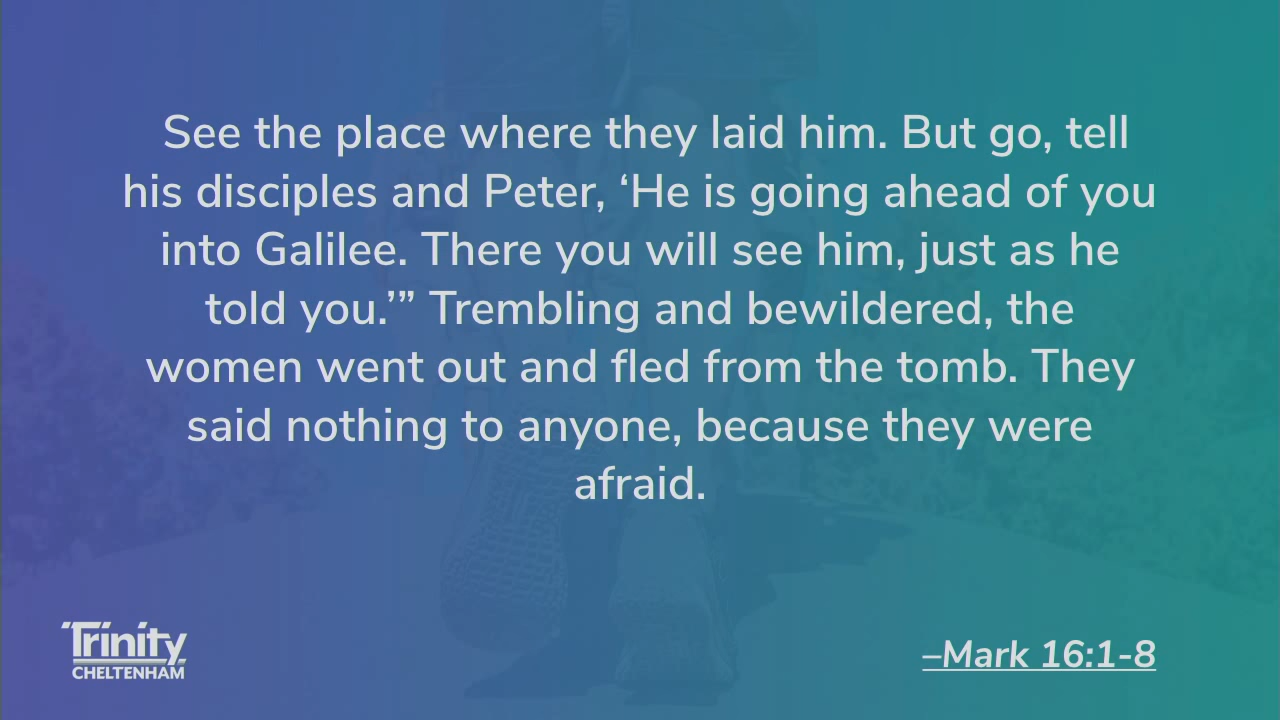 See the place where they laid him. But go, tell
his disciples and Peter, ‘He is going ahead of you
into Galilee. There you will see him, just as he
told you.’” Trembling and bewildered, the
women went out and fled from the tomb. They
said nothing to anyone, because they were
afraid.
Trinity
CHELTENHAM
–Mark 16:1-8